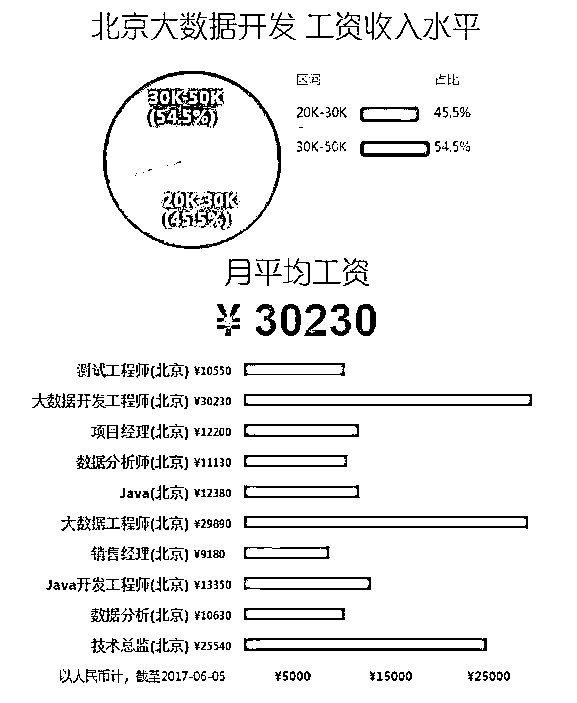 北京大数据开发 工资收入水平
区间 占比
20K-30K 45.5%
30K-50K 54.5%
30K-50K
(54.5%)
20K-30K
(45.5%)
月平均工资
¥ 30230
测试工程师(北京) ¥10550
大数据开发工程师(北京) ¥30230
项目经理(北京) ¥12200
数据分析师(北京) ¥11130
Java(北京) ¥12380
大数据工程师(北京) ¥29890
销售经理(北京) ¥9180
Java开发工程师(北京) ¥13350
数据分析(北京) ¥10630
技术总监(北京) ¥25540
以人民币计，截至2017-06-05 ¥5000 ¥15000 ¥25000